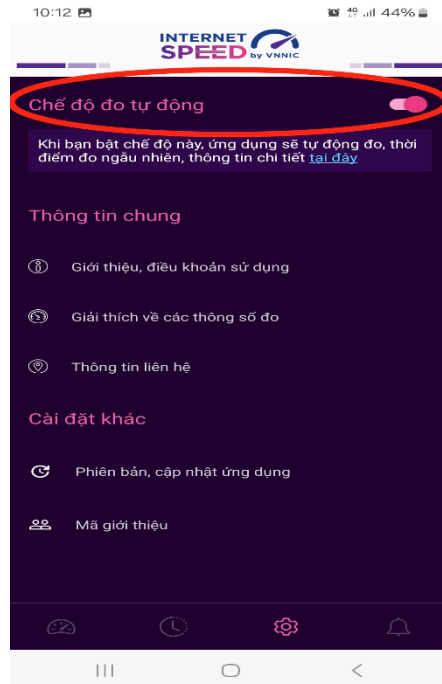 10:12
4G
44%
INTERNET
SPEED by VNNIC
Chế độ đo tự động
Khi bạn bật chế độ này, ứng dụng sẽ tự động đo, thời
điểm đo ngẫu nhiên, thông tin chi tiết tại đây
Thông tin chung
Giới thiệu, điều khoản sử dụng
Giải thích về các thông số đo
Thông tin liên hệ
Cài đặt khác
Phiên bản, cập nhật ứng dụng
Mã giới thiệu